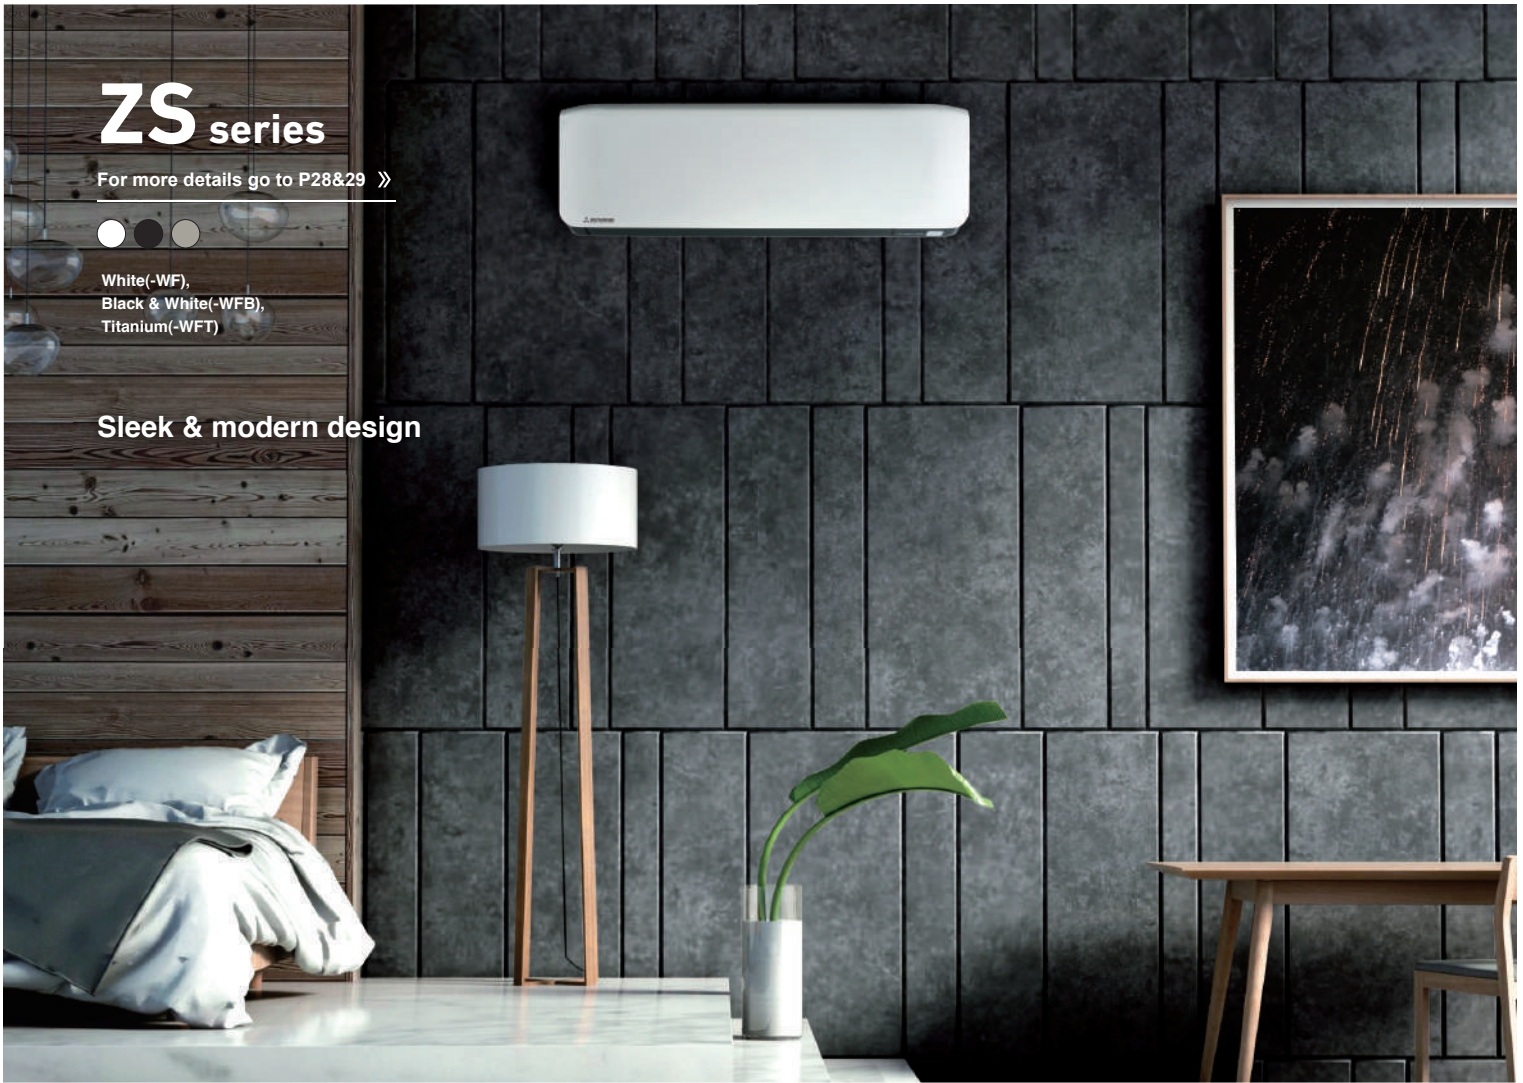 ZS series
For more details go to P28&29 »
White(-WF),
Black & White(-WFB),
Titanium(-WFT)
Sleek & modern design